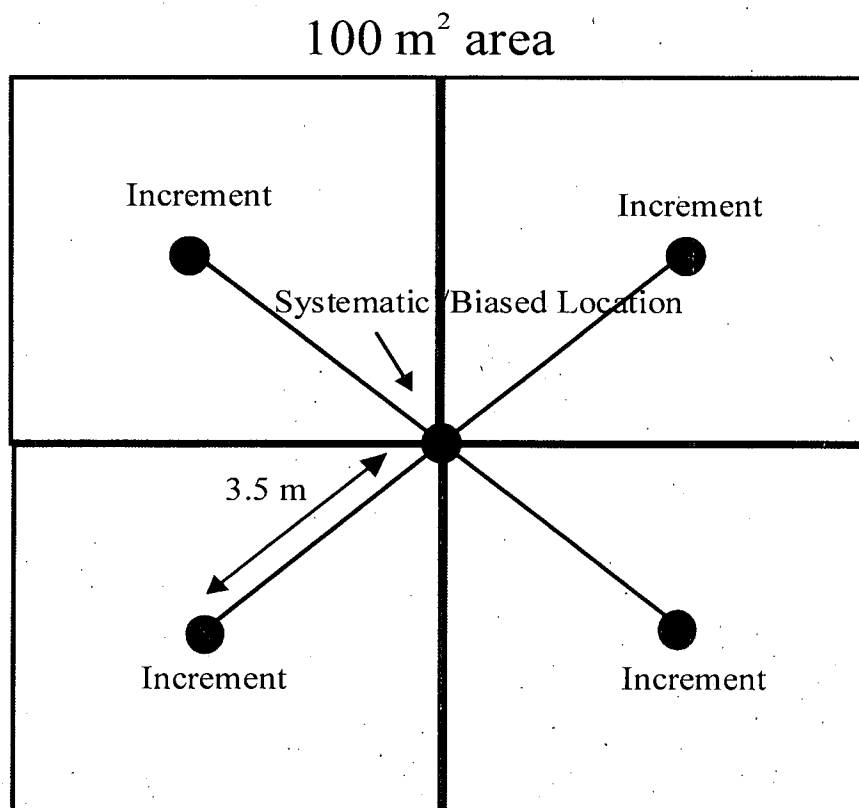 100 m² area
Increment
Increment
Systematic /Biased Location
3.5 m
Increment
Increment